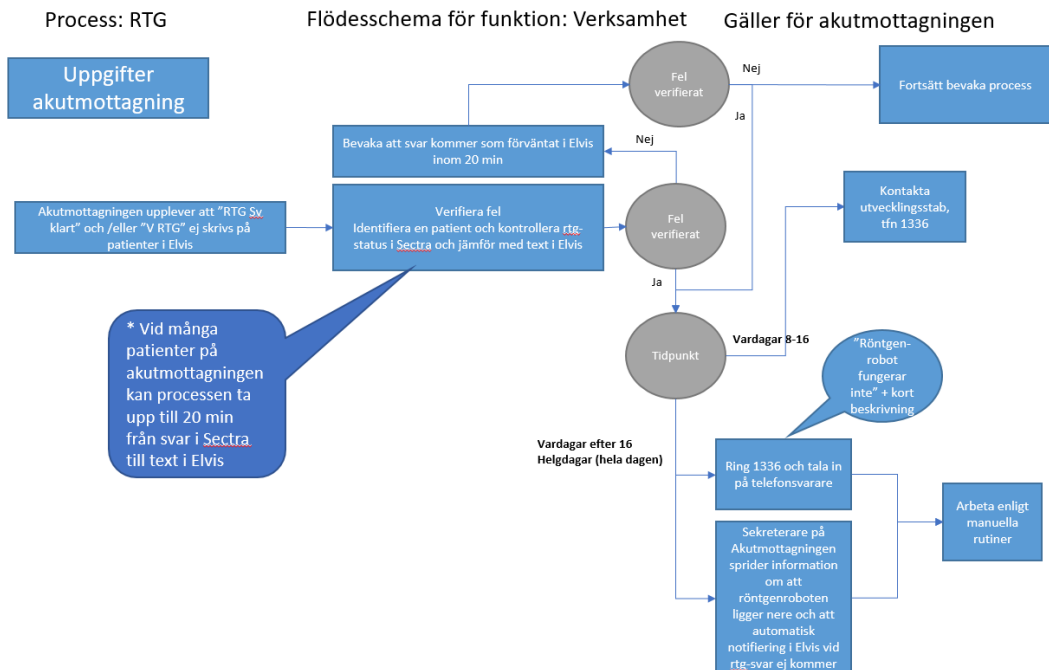 Process: RTG
Flödesschema för funktion: Verksamhet
Gäller för akutmottagningen
Uppgifter
akutmottagning
Fel
verifierat
Nej
Ja
Fortsätt bevaka process
Bevaka att svar kommer som förväntat i Elvis
inom 20 min
Nej
Akutmottagningen upplever att ”RTG Sv
klart” och /eller ”V RTG” ej skrivs på
patienter i Elvis
Verifiera fel
Identifiera en patient och kontrollera rtg-
status i Sectra och jämför med text i Elvis
Fel
verifierat
Ja
Kontakta
utvecklingsstab,
tfn 1336
* Vid många
patienter på
akutmottagningen
kan processen ta
upp till 20 min
från svar i Sectra
till text i Elvis
Tidpunkt
Vardagar 8-16
”Röntgen-
robot
fungerar
inte” + kort
beskrivning
Vardagar efter 16
Helgdagar (hela dagen)
Ring 1336 och tala in
på telefonsvarare
Arbeta enligt
manuella
rutiner
Sekreterare på
Akutmottagningen
sprider information
om att
röntgenroboten
ligger nere och att
automatisk
notifiering i Elvis vid
rtg-svar ej kommer